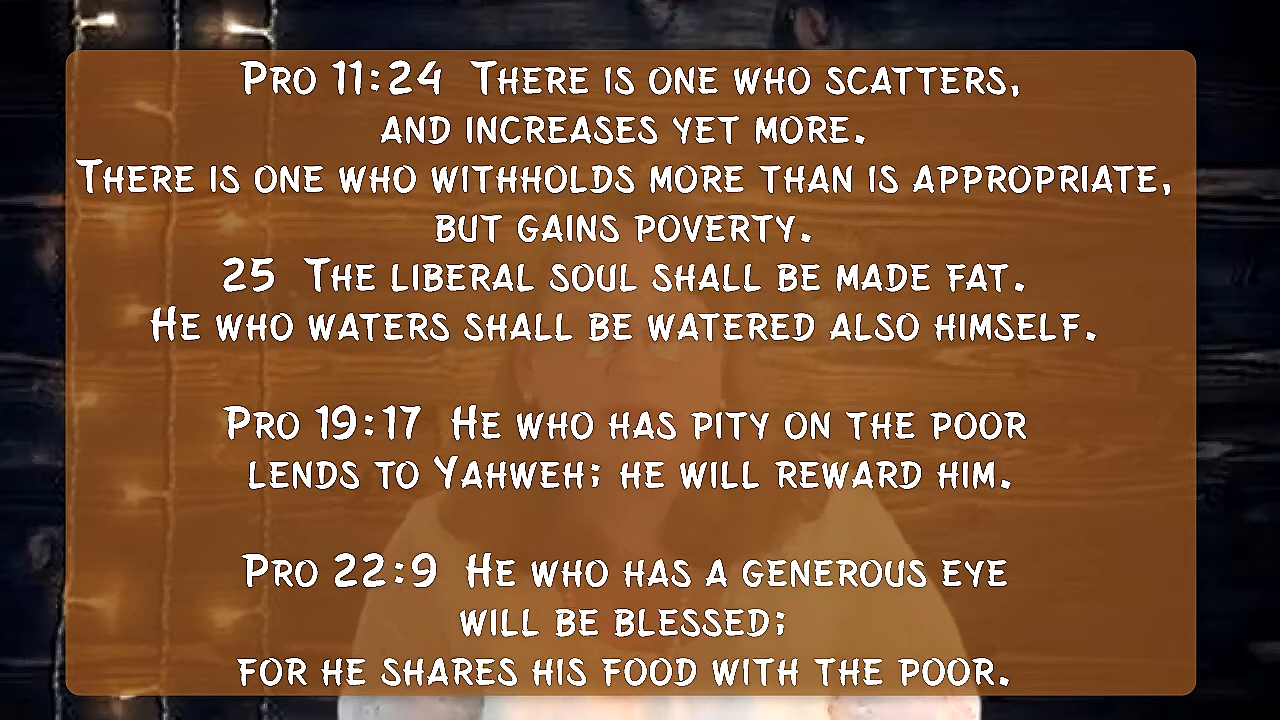 Pro 11:24 There is one who scatters,
and increases yet more.
There is one who withholds more than is appropriate,
but gains poverty.
25 The liberal soul shall be made fat.
He who waters shall be watered also himself.
Pro 19:17 He who has pity on the poor
lends to Yahweh; he will reward him.
Pro 22:9 He who has a generous eye
will be blessed;
for he shares his food with the poor.